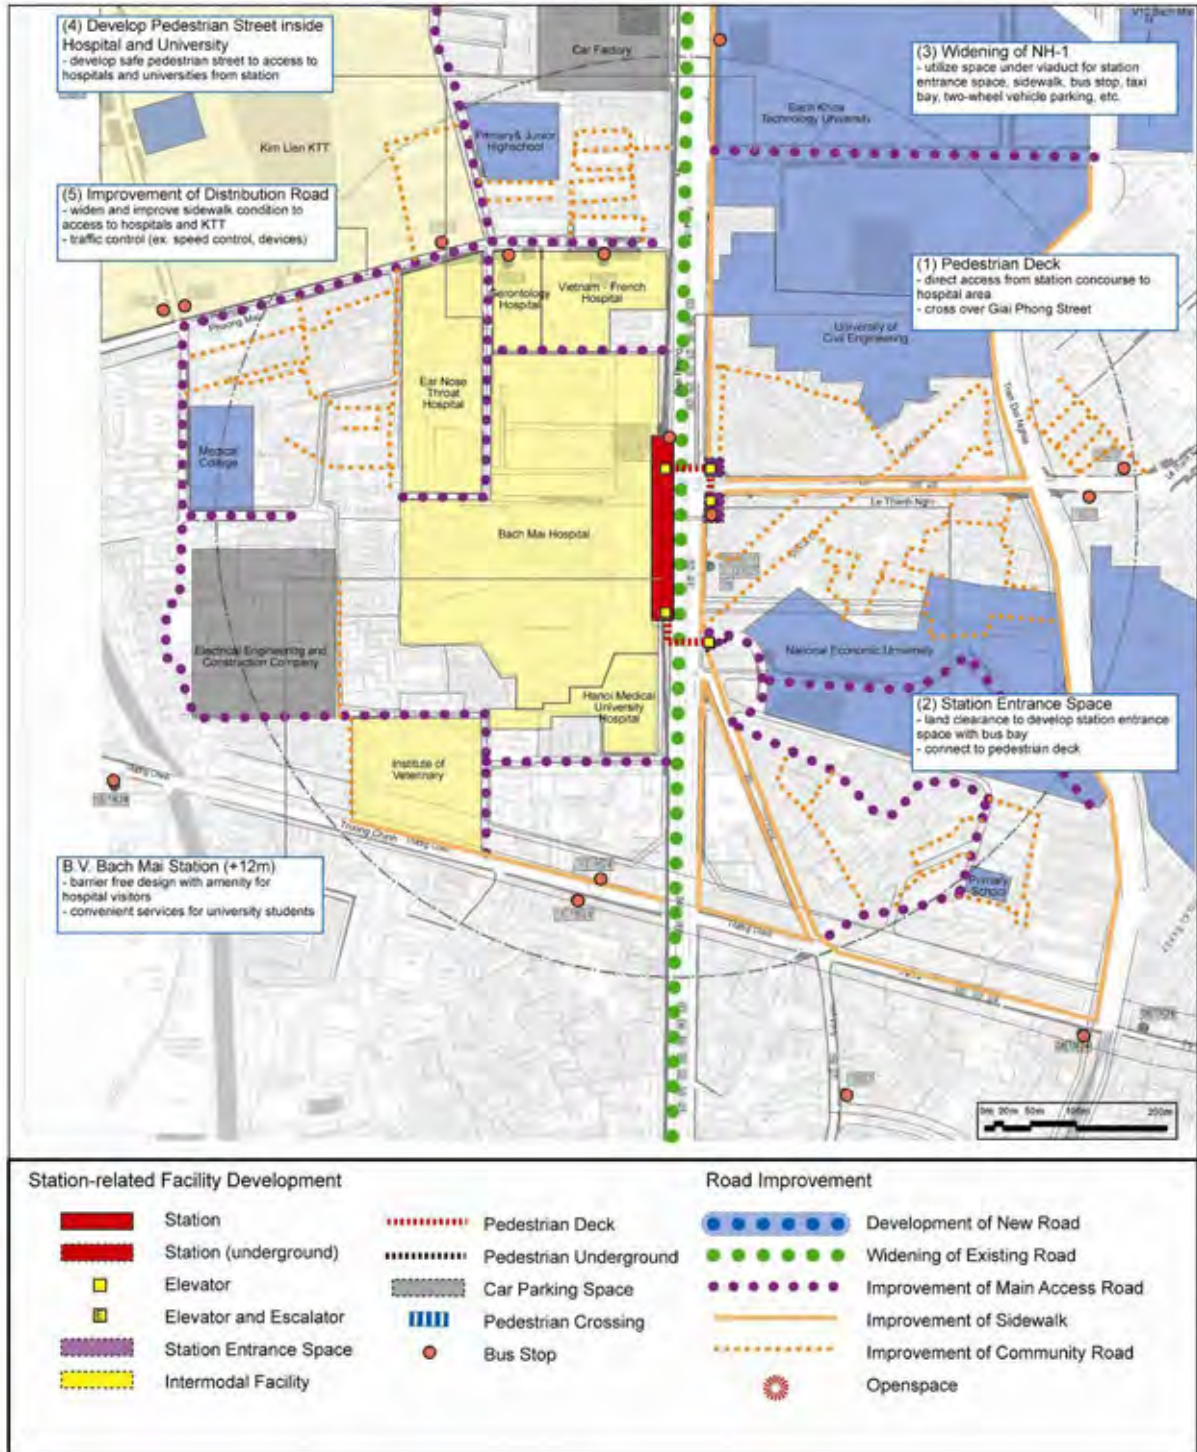 (4) Develop Pedestrian Street inside
Hospital and University
- develop safe pedestrian street to access to
hospitals and universities from station
Car Factory
(3) Widening of NH-1
- utilize space under viaduct for station
entrance space, sidewalk, bus stop, taxi
bay, two-wheel vehicle parking, etc.
Bach Khoa
Technology University
Kim Lien KTT
Primary& Junior
Highschool
(5) Improvement of Distribution Road
- widen and improve sidewalk condition to
access to hospitals and KTT
- traffic control (ex. speed control, devices)
(1) Pedestrian Deck
- direct access from station concourse to
hospital area
- cross over Giai Phong Street
Gerontology
Hospital
Vietnam - French
Hospital
Phuong Mai
University of
Civil Engineering
Ear Nose
Throat
Hospital
Tran Dai Nghia
Medical
College
Le Thanh Nghi
Bach Mai Hospital
Electrical Engineering and
Construction Company
National Economic University
Hanoi Medical
University
Hospital
(2) Station Entrance Space
- land clearance to develop station entrance
space with bus bay
- connect to pedestrian deck
Institute of
Veterinary
Truong Chinh
B.V. Bach Mai Station (+12m)
- barrier free design with amenity for
hospital visitors
- convenient services for university students
Primary
School
0m 20m 50m 100m 200m
Station-related Facility Development
Station
Station (underground)
Elevator
Elevator and Escalator
Station Entrance Space
Intermodal Facility
Pedestrian Deck
Pedestrian Underground
Car Parking Space
Pedestrian Crossing
Bus Stop
Road Improvement
Development of New Road
Widening of Existing Road
Improvement of Main Access Road
Improvement of Sidewalk
Improvement of Community Road
Openspace